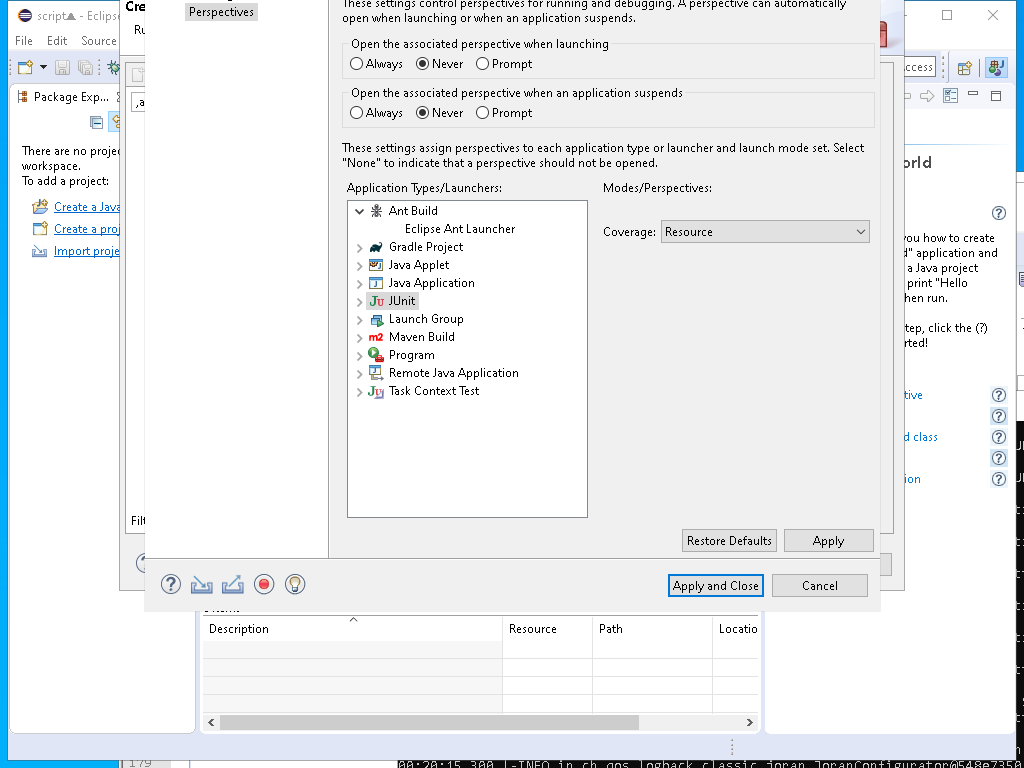 script - Eclips
Cre
Perspectives
These settings control perspectives for running and debugging. A perspective can automatically
open when launching or when an application suspends.
File Edit Source
Ru
Open the associated perspective when launching
Always Never Prompt
ccess
Open the associated perspective when an application suspends
Always Never Prompt
Package Exp...
,a
There are no proje
workspace.
To add a project:
Create a Java
Create a proj
Import proje
These settings assign perspectives to each application type or launcher and launch mode set. Select
"None" to indicate that a perspective should not be opened.
Application Types/Launchers:
Modes/Perspectives:
Ant Build
Eclipse Ant Launcher
Gradle Project
Java Applet
Java Application
JUnit
Launch Group
Maven Build
Program
Remote Java Application
Task Context Test
Coverage: Resource
orld
you how to create
d" application and
a Java project
print "Hello
hen run.
tep, click the (?)
rted!
tive
d class
ion
Filt
Restore Defaults Apply
Apply and Close Cancel
Description Resource Path Locatio
179
00:20:15,300 |-INFO in ch.qos.logback.classic.joran.JoranConfigurator@548e7350